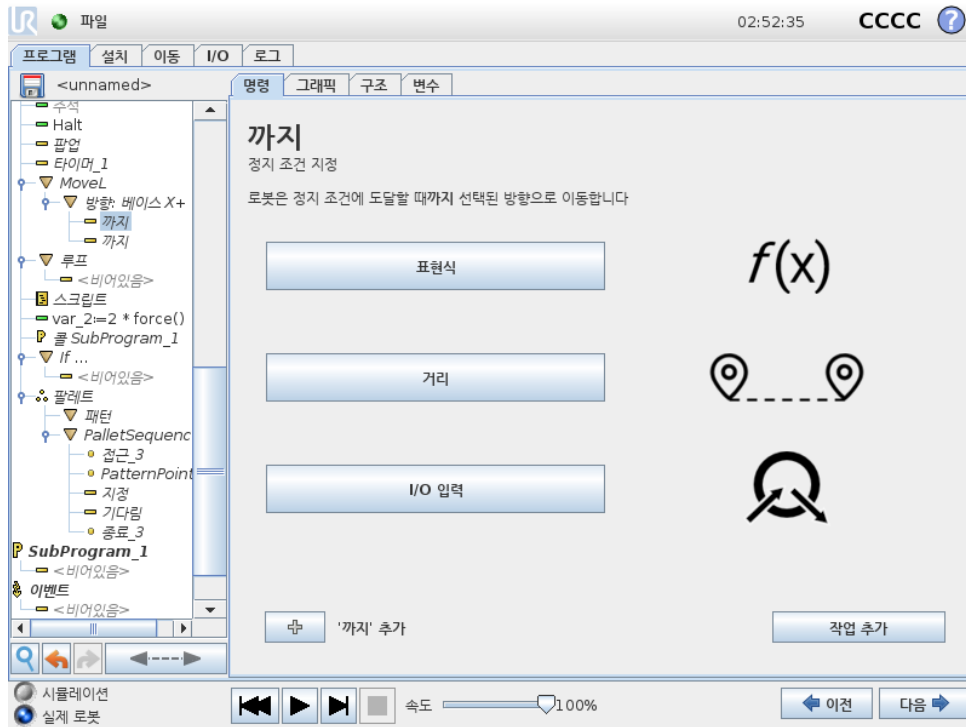 UR 파일 02:52:35 CCCC ?
프로그램 설치 이동 I/O 로그
<unnamed>
명령 그래픽 구조 변수
주석
Halt
팝업
타이머_1
MoveL
방향: 베이스 X+
까지
까지
루프
<비어있음>
스크립트
var_2:=2 * force()
콜 SubProgram_1
If ...
<비어있음>
팔레트
패턴
PalletSequenc
접근_3
PatternPoint
지정
기다림
종료_3
SubProgram_1
<비어있음>
이벤트
<비어있음>
까지
정지 조건 지정
로봇은 정지 조건에 도달할 때까지 선택된 방향으로 이동합니다
표현식
f(x)
거리
I/O 입력
'까지' 추가
작업 추가
시뮬레이션
실제 로봇
속도 100%
이전 다음